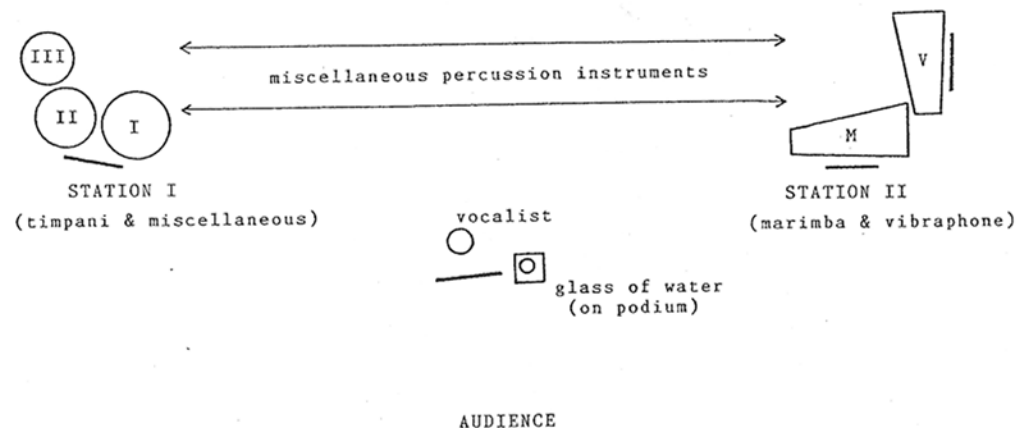 III
V
miscellaneous percussion instruments
II
I
M
STATION I
(timpani & miscellaneous)
STATION II
(marimba & vibraphone)
vocalist
glass of water
(on podium)
AUDIENCE